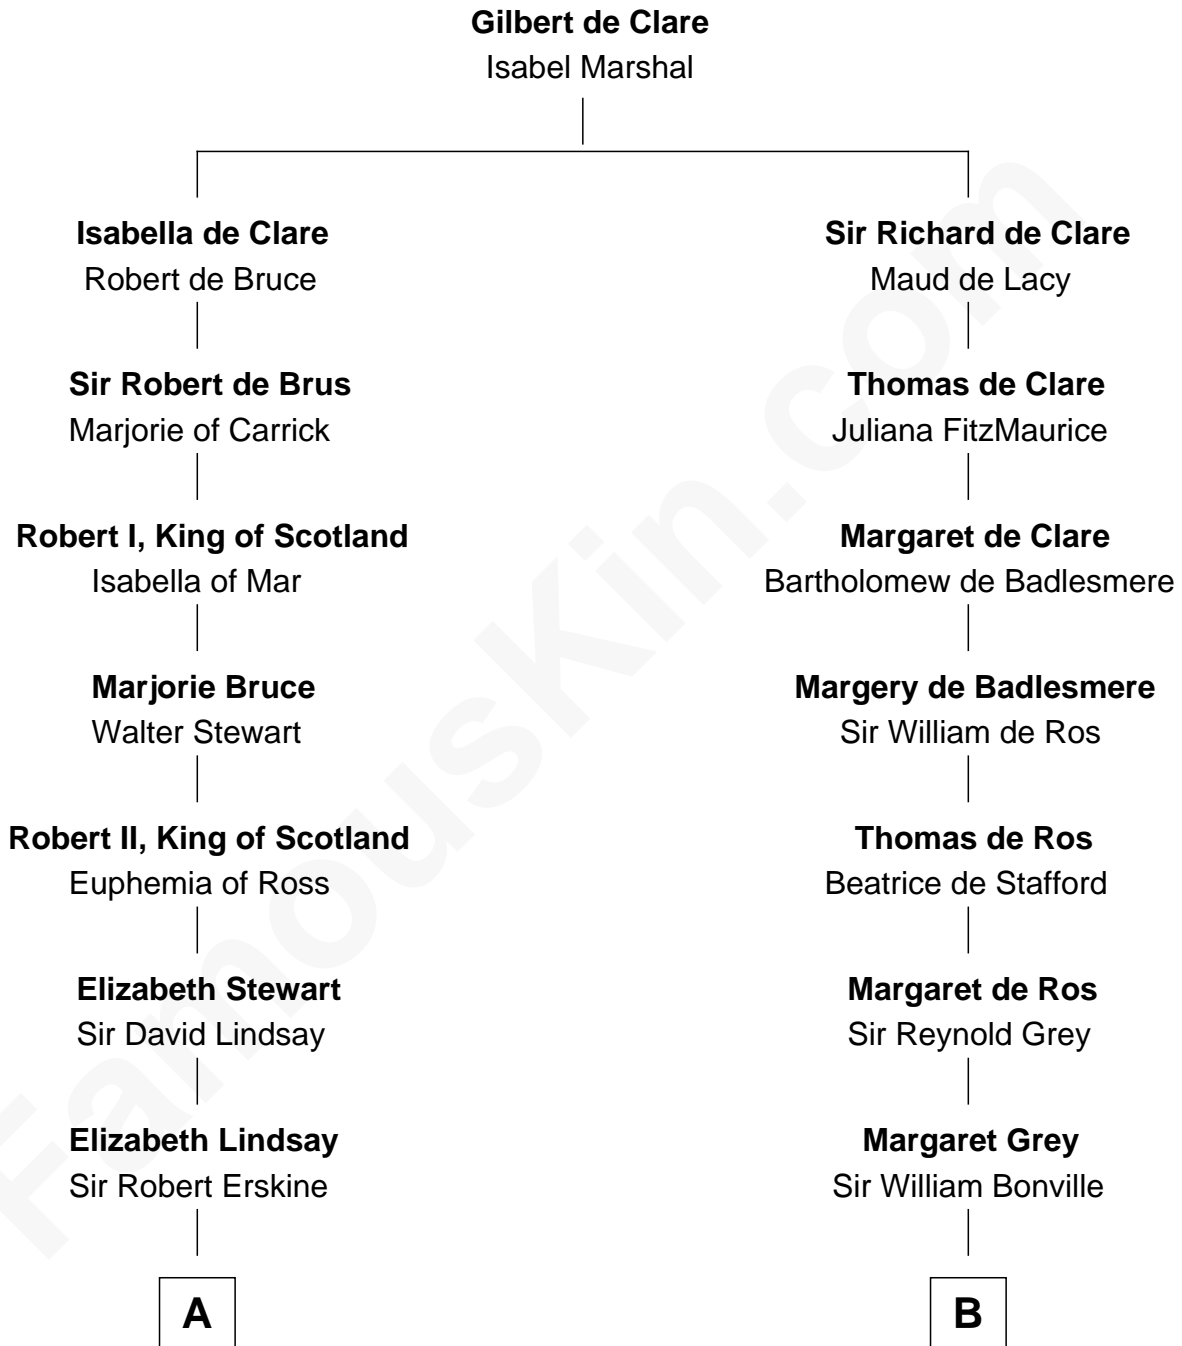 Gilbert de Clare
Isabel Marshal
Isabella de Clare
Robert de Bruce
Sir Robert de Brus
Marjorie of Carrick
Robert I, King of Scotland
Isabella of Mar
Marjorie Bruce
Walter Stewart
Robert II, King of Scotland
Euphemia of Ross
Elizabeth Stewart
Sir David Lindsay
Elizabeth Lindsay
Sir Robert Erskine
A
Sir Richard de Clare
Maud de Lacy
Thomas de Clare
Juliana FitzMaurice
Margaret de Clare
Bartholomew de Badlesmere
Margery de Badlesmere
Sir William de Ros
Thomas de Ros
Beatrice de Stafford
Margaret de Ros
Sir Reynold Grey
Margaret Grey
Sir William Bonville
B
FamousKin.com